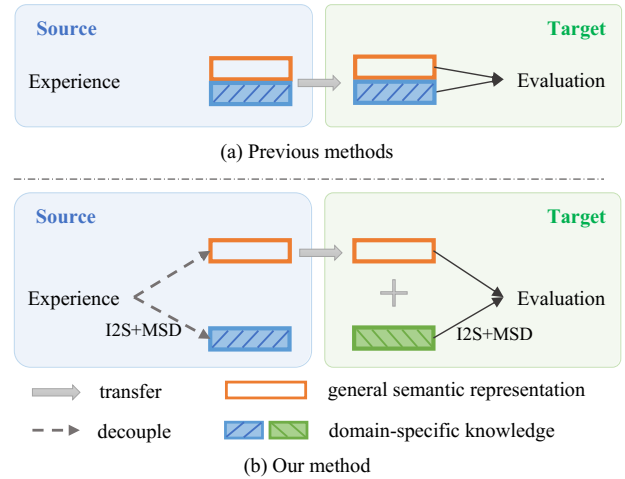 Source
Target
Experience
Evaluation
(a) Previous methods
Source
Target
Experience
Evaluation
I2S+MSD
I2S+MSD
transfer
general semantic representation
decouple
domain-specific knowledge
(b) Our method